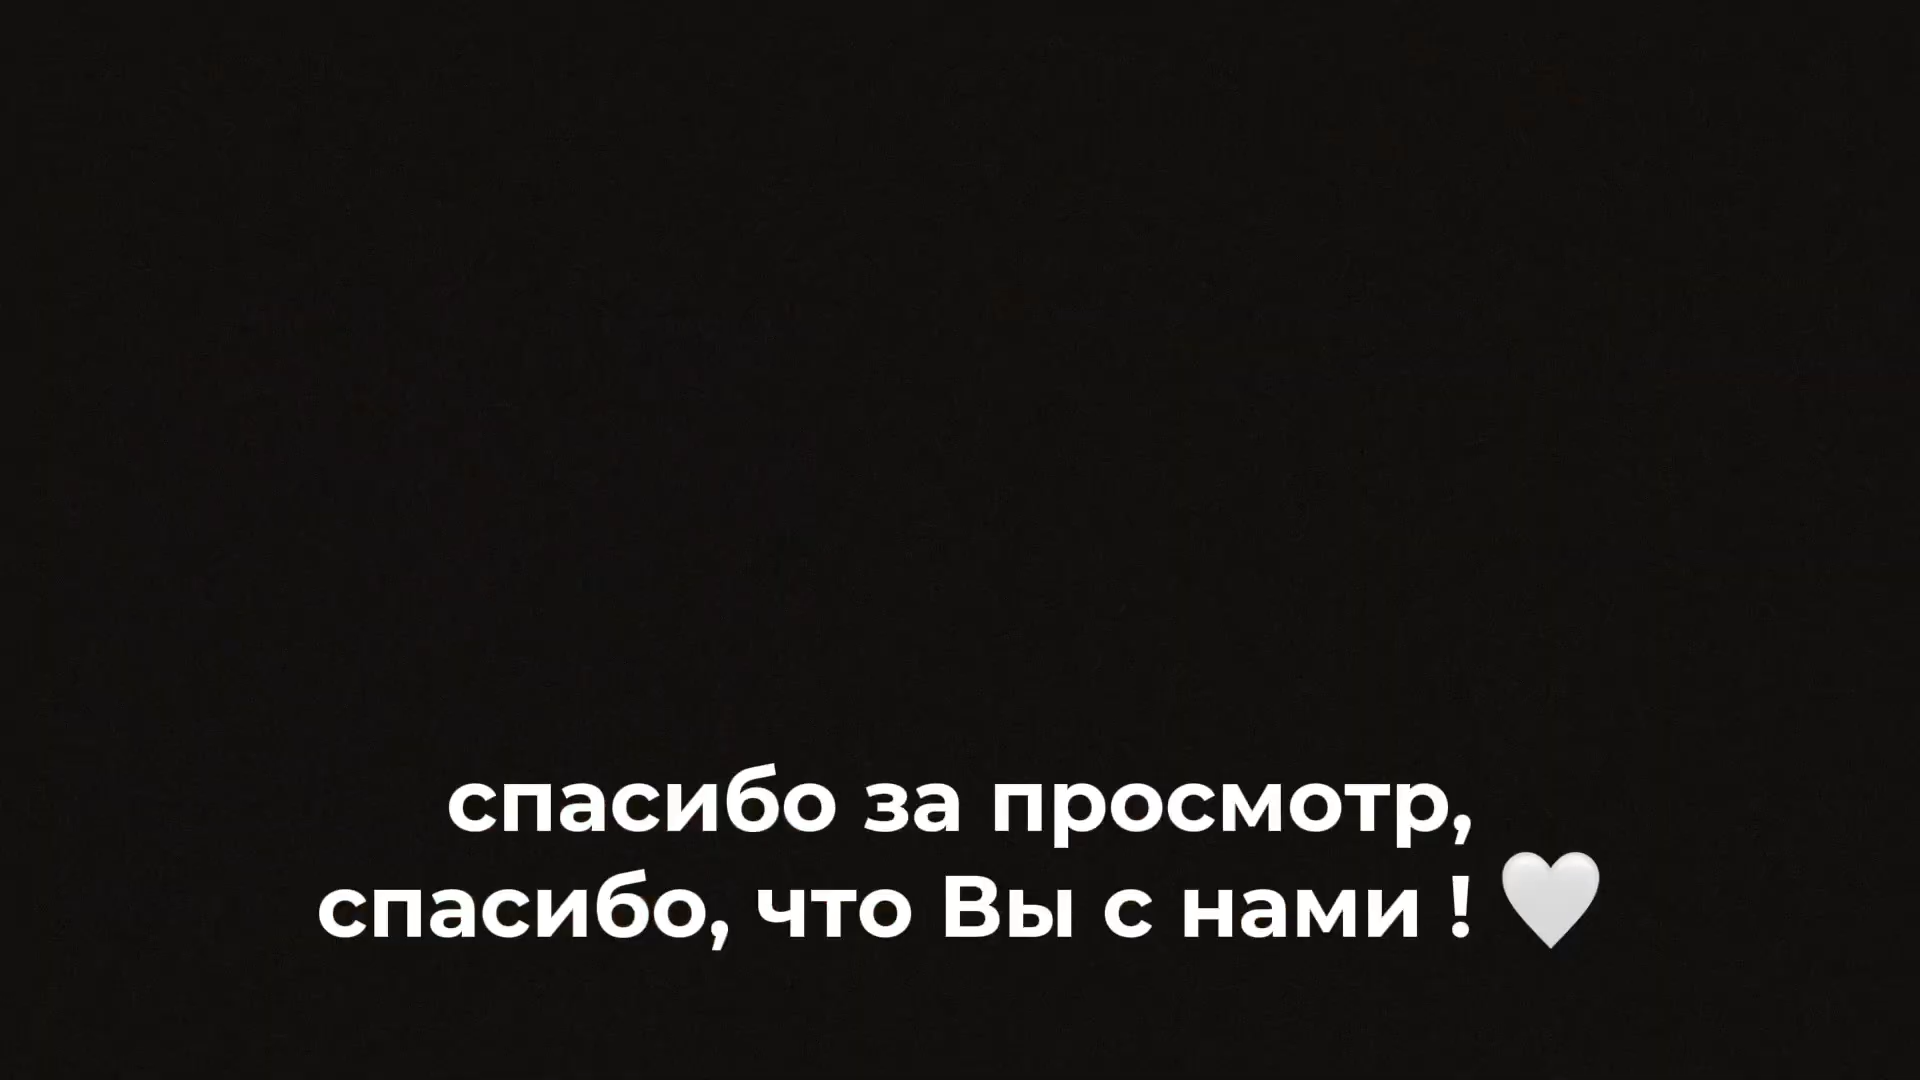 спасибо за просмотр,
спасибо, что Вы с нами ! 🤍